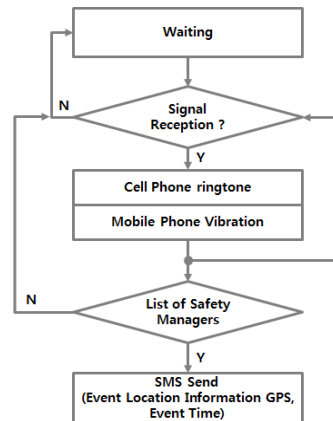 Waiting
N
Signal
Reception ?
Y
Cell Phone ringtone
Mobile Phone Vibration
N
List of Safety
Managers
Y
SMS Send
(Event Location Information GPS,
Event Time)